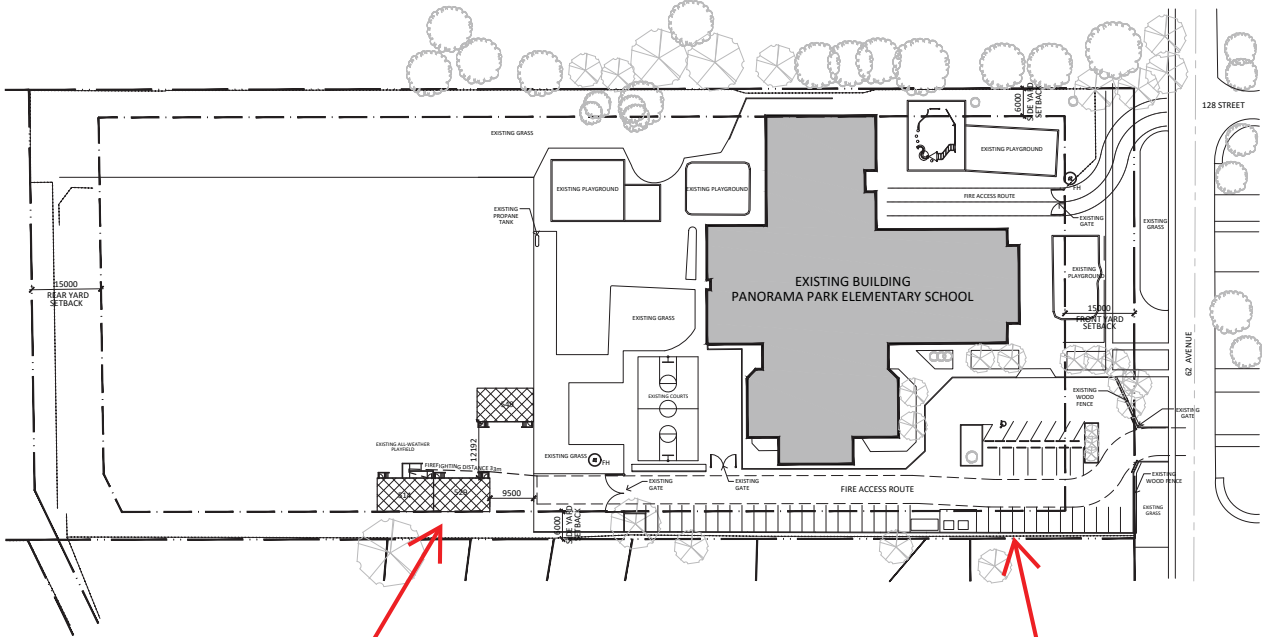 128 STREET
6000
SIDE YARD
SETBACK
EXISTING GRASS
EXISTING PLAYGROUND
EXISTING PLAYGROUND
EXISTING PLAYGROUND
FH
FIRE ACCESS ROUTE
EXISTING
PROPANE
TANK
EXISTING
GATE
EXISTING
GRASS
EXISTING
PLAYGROUND
15000
REAR YARD
SETBACK
EXISTING BUILDING
PANORAMA PARK ELEMENTARY SCHOOL
15000
FRONT YARD
SETBACK
EXISTING GRASS
62 AVENUE
EXISTING COURTS
EXISTING
WOOD
FENCE
EXISTING
GATE
EXISTING ALL-WEATHER
PLAYFIELD
12192
EXISTING GRASS
FH
FIREFIGHTING DISTANCE
EXISTING
GATE
EXISTING
GATE
FIRE ACCESS ROUTE
EXISTING
WOOD FENCE
9500
6000
SIDE YARD
SETBACK
EXISTING
GRASS